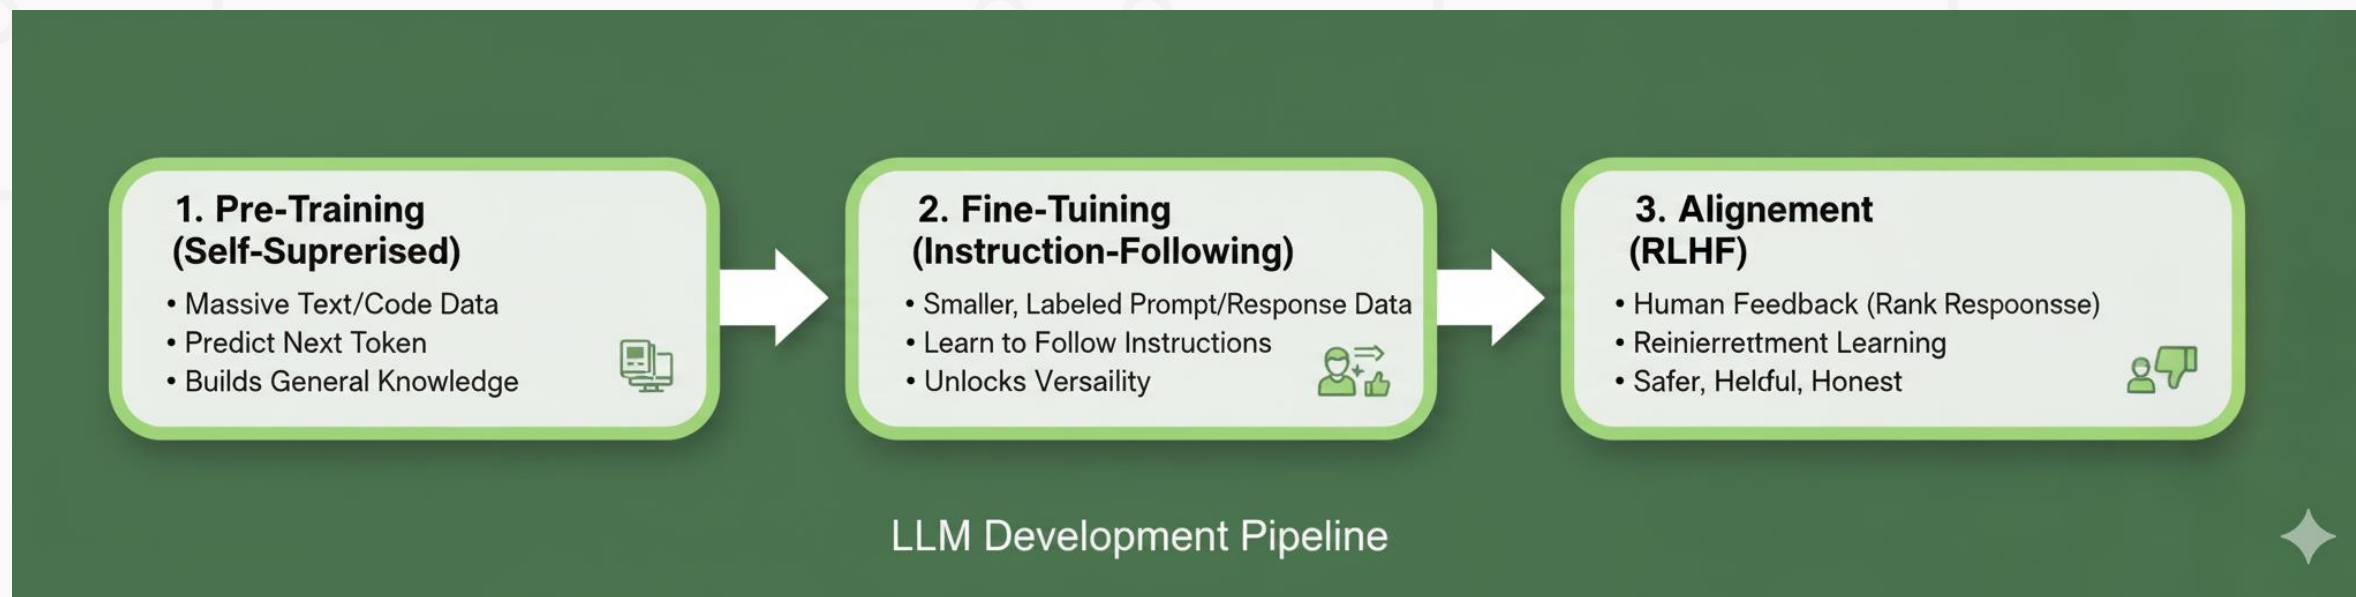 1. Pre-Training
(Self-Suprerised)
• Massive Text/Code Data
• Predict Next Token
• Builds General Knowledge
2. Fine-Tuining
(Instruction-Following)
• Smaller, Labeled Prompt/Response Data
• Learn to Follow Instructions
• Unlocks Versaility
3. Alignement
(RLHF)
• Human Feedback (Rank Respoonsse)
• Reinierrettment Learning
• Safer, Heldful, Honest
LLM Development Pipeline